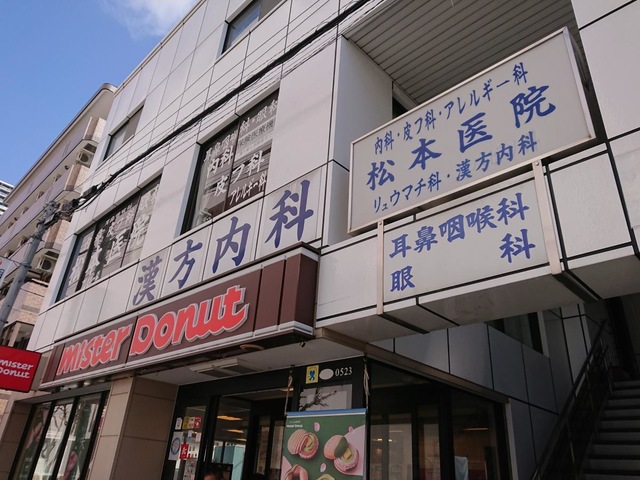 内科・皮フ科・アレルギー科
松本医院
リュウマチ科・漢方内科
耳鼻咽喉科
眼科
漢方内科
内科
皮フ科
アレルギー科
mister Donut
mister
Donut
0523